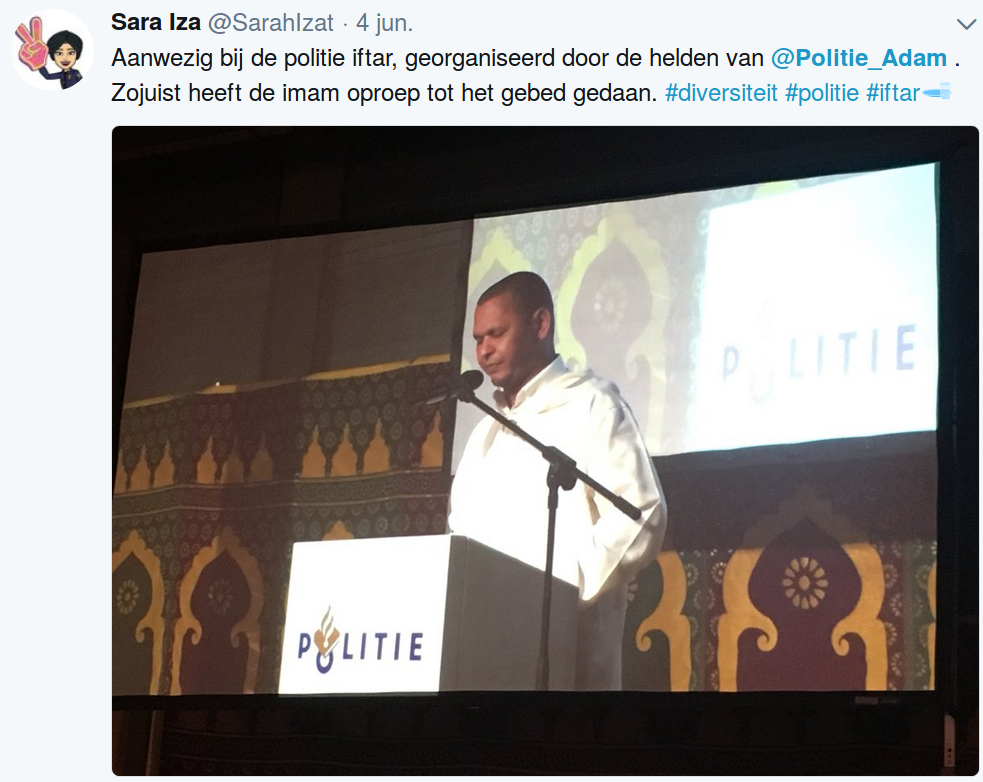 Sara Iza @SarahIzat · 4 jun.
Aanwezig bij de politie iftar, georganiseerd door de helden van @Politie_Adam .
Zojuist heeft de imam oproep tot het gebed gedaan. #diversiteit #politie #iftar
POLITIE
POLITIE